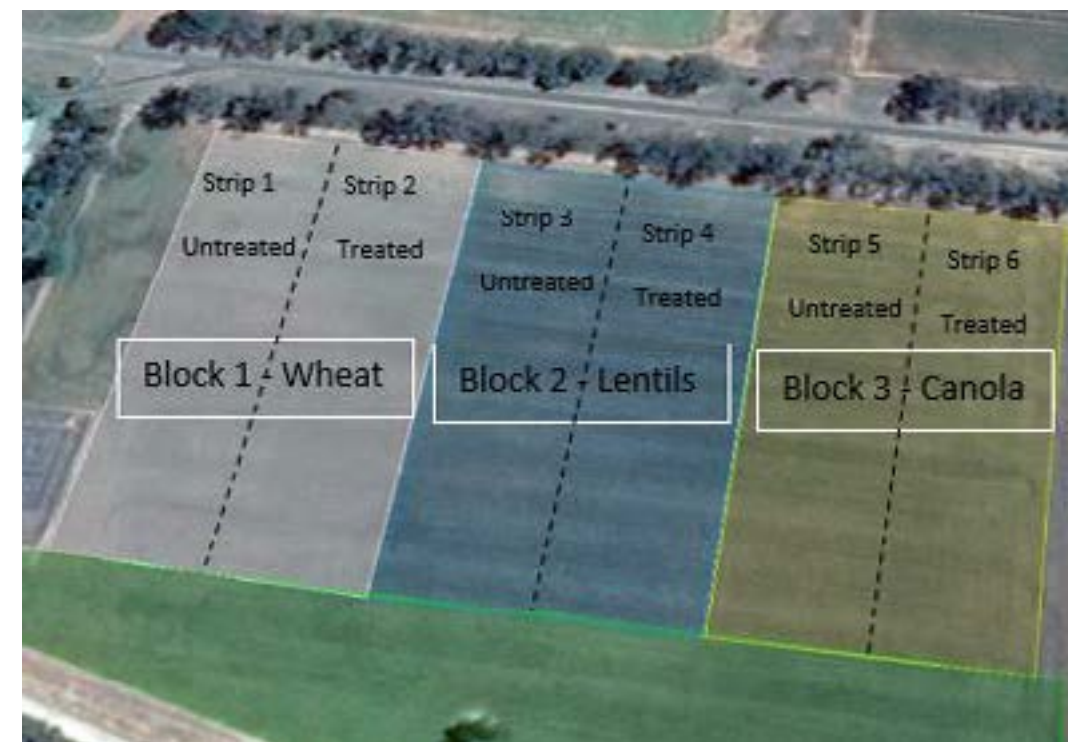 Strip 1
Untreated
Strip 2
Treated
Block 1 - Wheat
Strip 3
Untreated
Strip 4
Treated
Block 2 - Lentils
Strip 5
Untreated
Strip 6
Treated
Block 3 - Canola